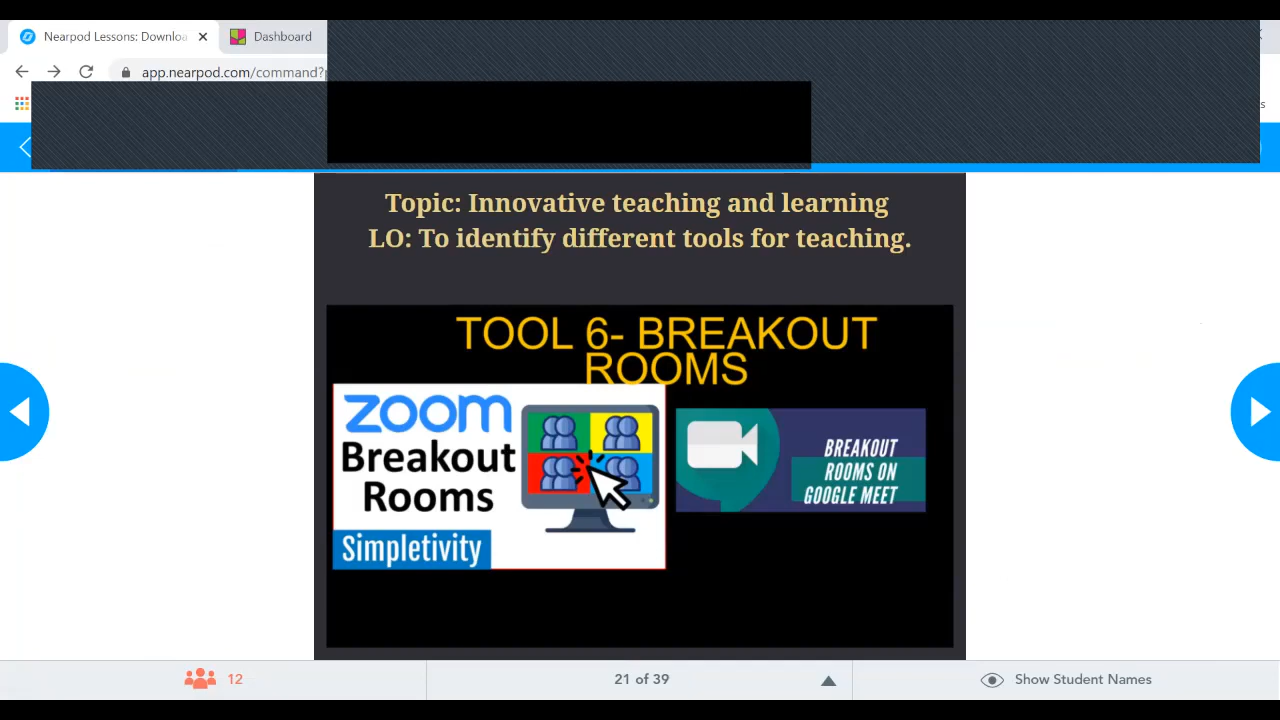 Nearpod Lessons: Downloa
Dashboard
app.nearpod.com/command?
Topic: Innovative teaching and learning
LO: To identify different tools for teaching.
TOOL 6- BREAKOUT
ROOMS
zoom
Breakout
Rooms
Simpletivity
BREAKOUT
ROOMS ON
GOOGLE MEET
12
21 of 39
Show Student Names